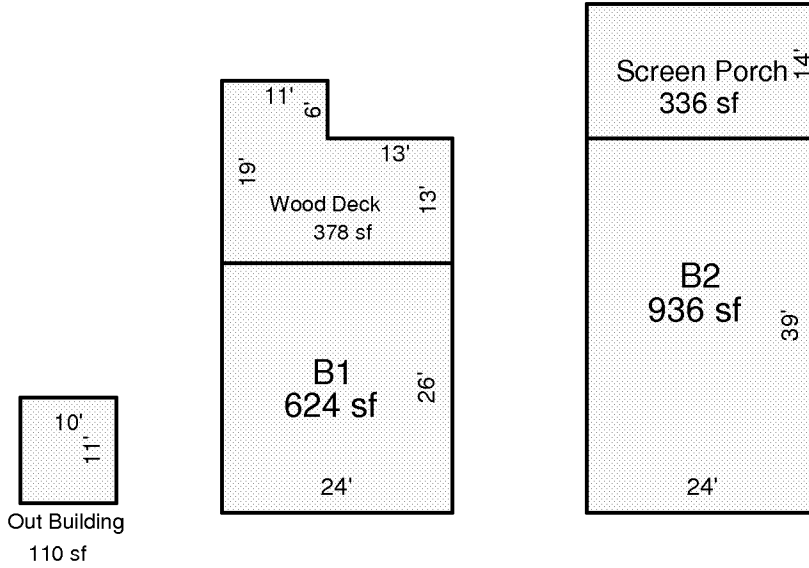 Screen Porch
336 sf
14'
11'
6'
13'
19'
13'
Wood Deck
378 sf
B1
624 sf
26'
24'
B2
936 sf
39'
24'
10'
11'
Out Building
110 sf